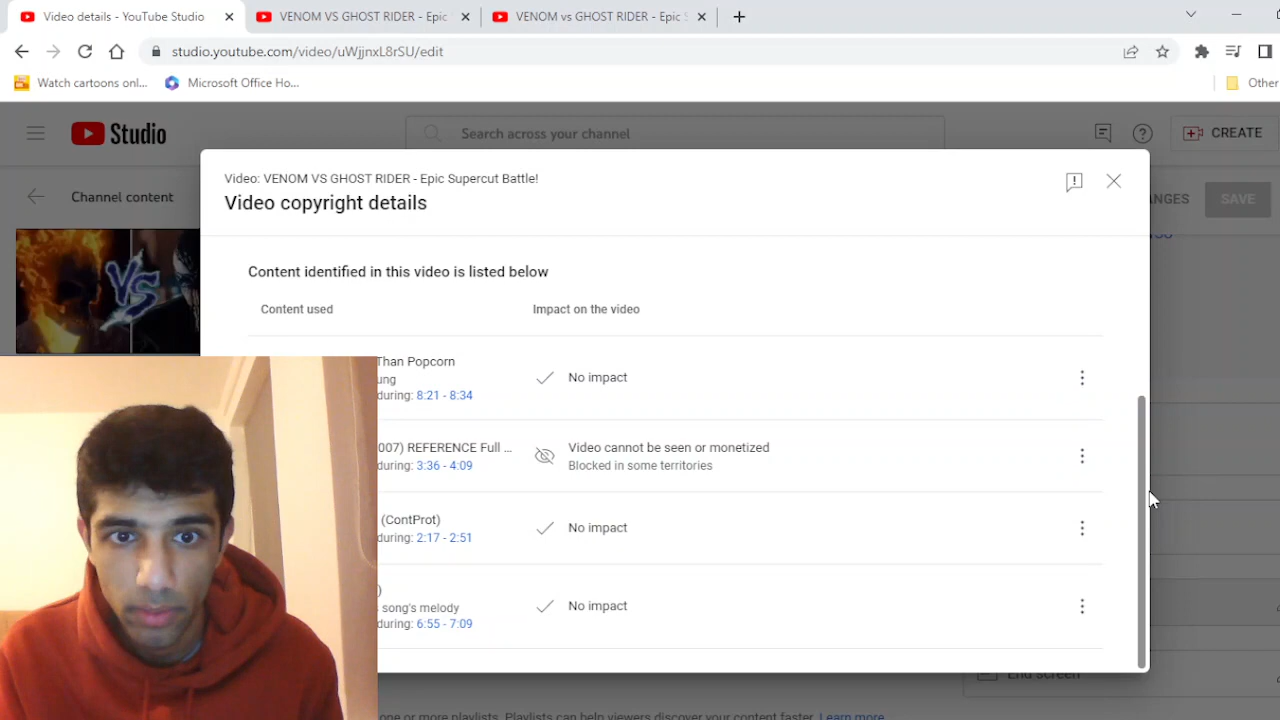 Video details - YouTube Studio
VENOM VS GHOST RIDER - Epic
VENOM vs GHOST RIDER - Epic S
studio.youtube.com/video/uWjjnxL8rSU/edit
Watch cartoons onl...
Microsoft Office Ho...
Other
Studio
Search across your channel
CREATE
Channel content
ANGES
SAVE
VS
Video: VENOM VS GHOST RIDER - Epic Supercut Battle!
Video copyright details
Content identified in this video is listed below
Content used
Impact on the video
Than Popcorn
ung
during: 8:21 - 8:34
No impact
007) REFERENCE Full ...
during: 3:36 - 4:09
Video cannot be seen or monetized
Blocked in some territories
(ContProt)
during: 2:17 - 2:51
No impact
)
song's melody
during: 6:55 - 7:09
No impact
End screen
one or more playlists. Playlists can help viewers discover your content faster. Learn more